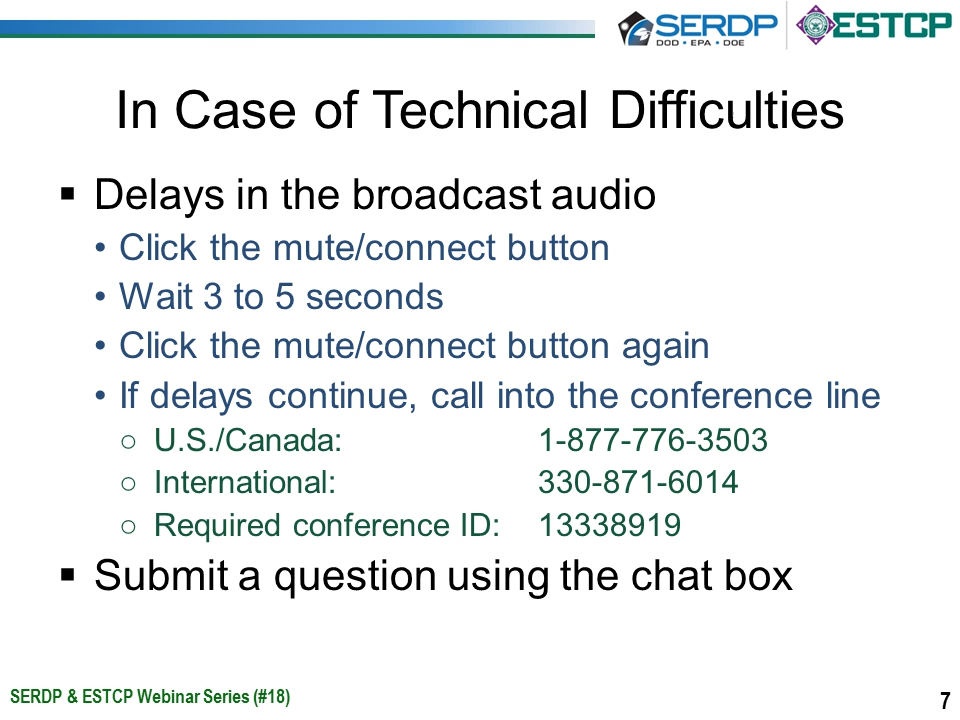 SERDP
DOD • EPA • DOE
ESTCP
In Case of Technical Difficulties
▪ Delays in the broadcast audio
• Click the mute/connect button
• Wait 3 to 5 seconds
• Click the mute/connect button again
• If delays continue, call into the conference line
○ U.S./Canada: 1-877-776-3503
○ International: 330-871-6014
○ Required conference ID: 13338919
▪ Submit a question using the chat box
SERDP & ESTCP Webinar Series (#18)
7